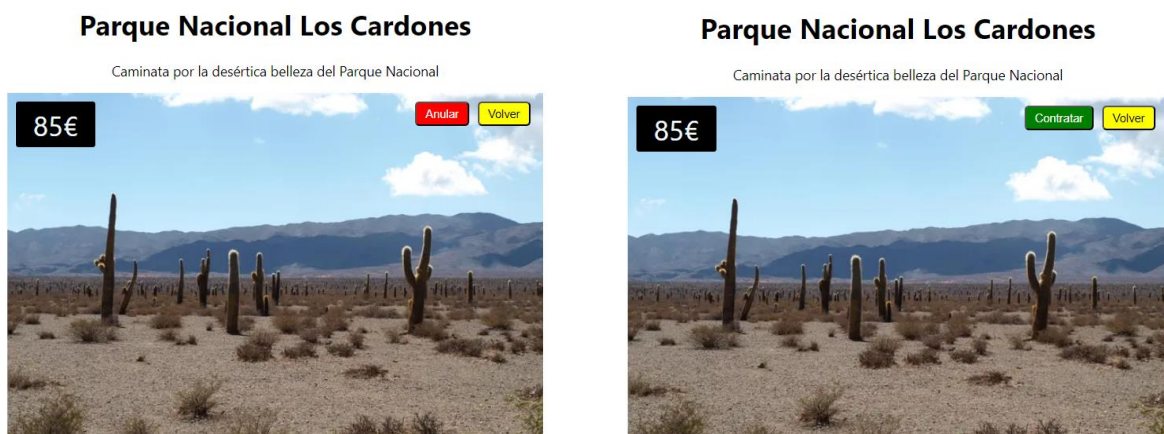 Parque Nacional Los Cardones
Caminata por la desértica belleza del Parque Nacional
85€
Anular
Volver
Parque Nacional Los Cardones
Caminata por la desértica belleza del Parque Nacional
85€
Contratar
Volver